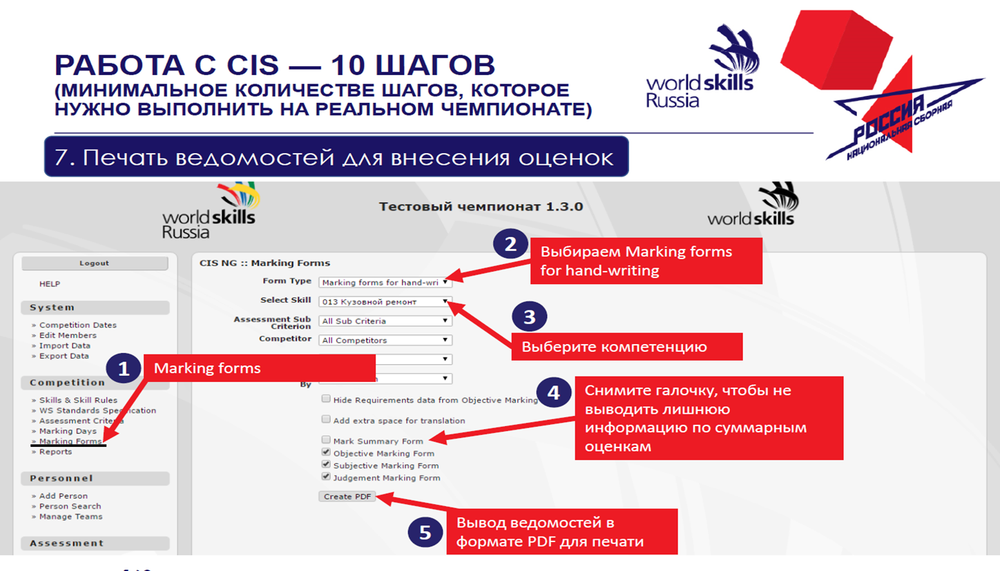 РАБОТА С CIS — 10 ШАГОВ
(МИНИМАЛЬНОЕ КОЛИЧЕСТВЕ ШАГОВ, КОТОРОЕ
НУЖНО ВЫПОЛНИТЬ НА РЕАЛЬНОМ ЧЕМПИОНАТЕ)
world skills
Russia
РОССИЯ
НАЦИОНАЛЬНАЯ СБОРНАЯ
7. Печать ведомостей для внесения оценок
world skills
Russia
Тестовый чемпионат 1.3.0
world skills
Logout
HELP
System
» Competition Dates
» Edit Members
» Import Data
» Export Data
Competition
» Skills & Skill Rules
» WS Standards Specification
» Assessment Criteria
» Marking Days
» Marking Forms
» Reports
Personnel
» Add Person
» Person Search
» Manage Teams
Assessment
1
Marking forms
CIS NG :: Marking Forms
Form Type Marking forms for hand-wri
Select Skill 013 Кузовной ремонт
Assessment Sub
Criterion All Sub Criteria
Competitor All Competitors
By
Hide Requirements data from Objective Marking
Add extra space for translation
Mark Summary Form
Objective Marking Form
Subjective Marking Form
Judgement Marking Form
Create PDF
2
Выбираем Marking forms
for hand-writing
3
Выберите компетенцию
4
Снимите галочку, чтобы не
выводить лишнюю
информацию по суммарным
оценкам
5
Вывод ведомостей в
формате PDF для печати